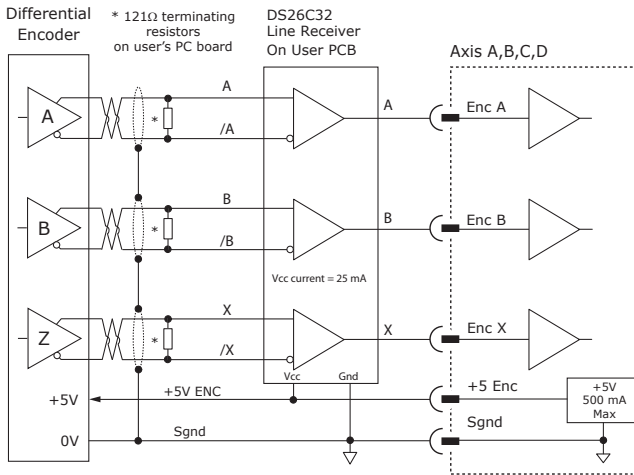 Differential
Encoder
* 121Ω terminating
resistors
on user's PC board
DS26C32
Line Receiver
On User PCB
Axis A,B,C,D
A
A
/A
*
A
Enc A
B
B
/B
*
B
Enc B
Vcc current = 25 mA
Z
X
/X
*
X
Enc X
Vcc
Gnd
+5V
+5V ENC
+5 Enc
+5V
500 mA
Max
0V
Sgnd
Sgnd